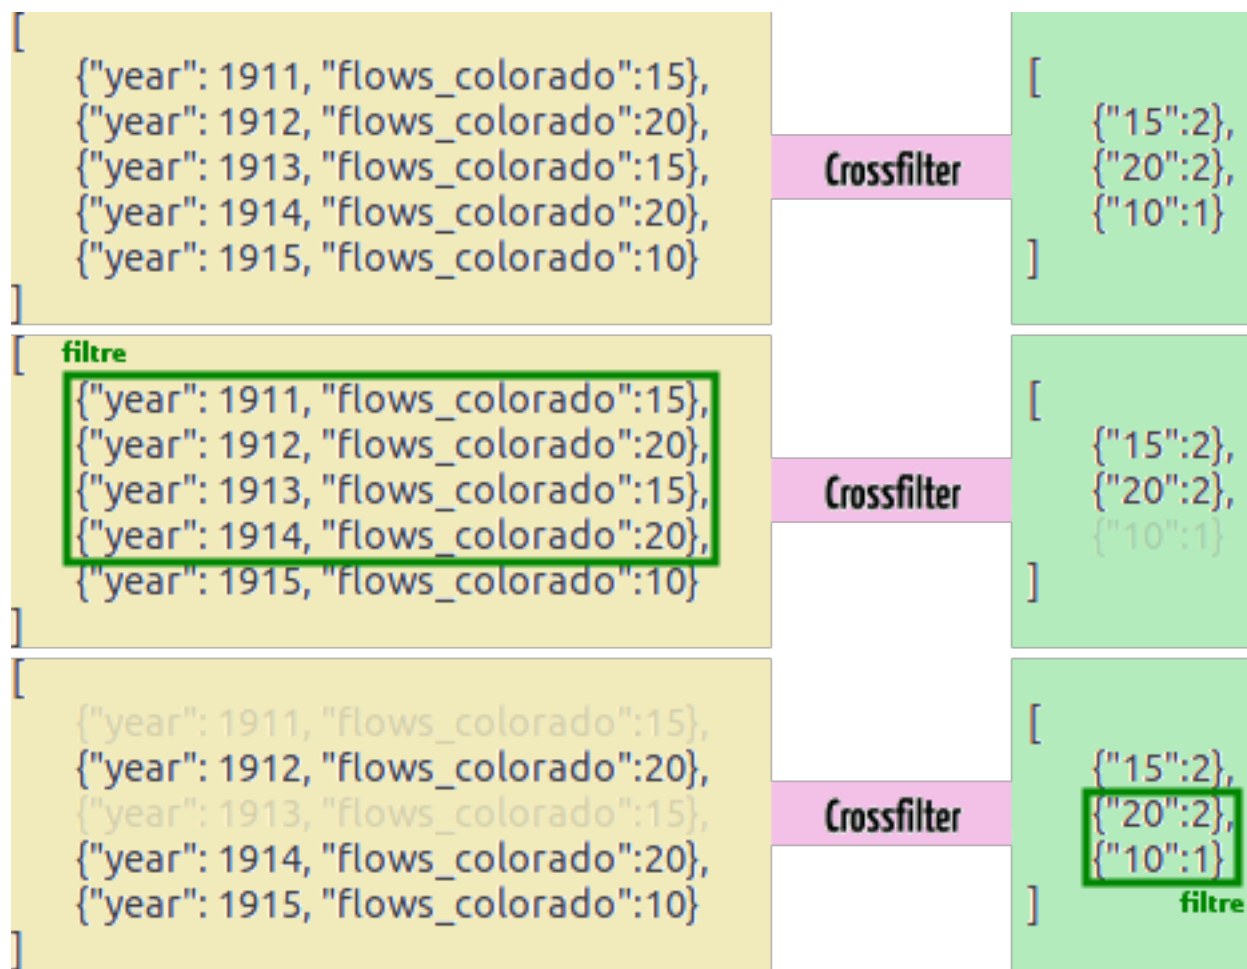 [
{"year": 1911, "flows_colorado":15},
{"year": 1912, "flows_colorado":20},
{"year": 1913, "flows_colorado":15},
{"year": 1914, "flows_colorado":20},
{"year": 1915, "flows_colorado":10}
]
Crossfilter
[
{"15":2},
{"20":2},
{"10":1}
]
[
filtre
{"year": 1911, "flows_colorado":15},
{"year": 1912, "flows_colorado":20},
{"year": 1913, "flows_colorado":15},
{"year": 1914, "flows_colorado":20},
{"year": 1915, "flows_colorado":10}
]
Crossfilter
[
{"15":2},
{"20":2},
{"10":1}
]
[
{"year": 1911, "flows_colorado":15},
{"year": 1912, "flows_colorado":20},
{"year": 1913, "flows_colorado":15},
{"year": 1914, "flows_colorado":20},
{"year": 1915, "flows_colorado":10}
]
Crossfilter
[
{"15":2},
{"20":2},
{"10":1}
]
filtre